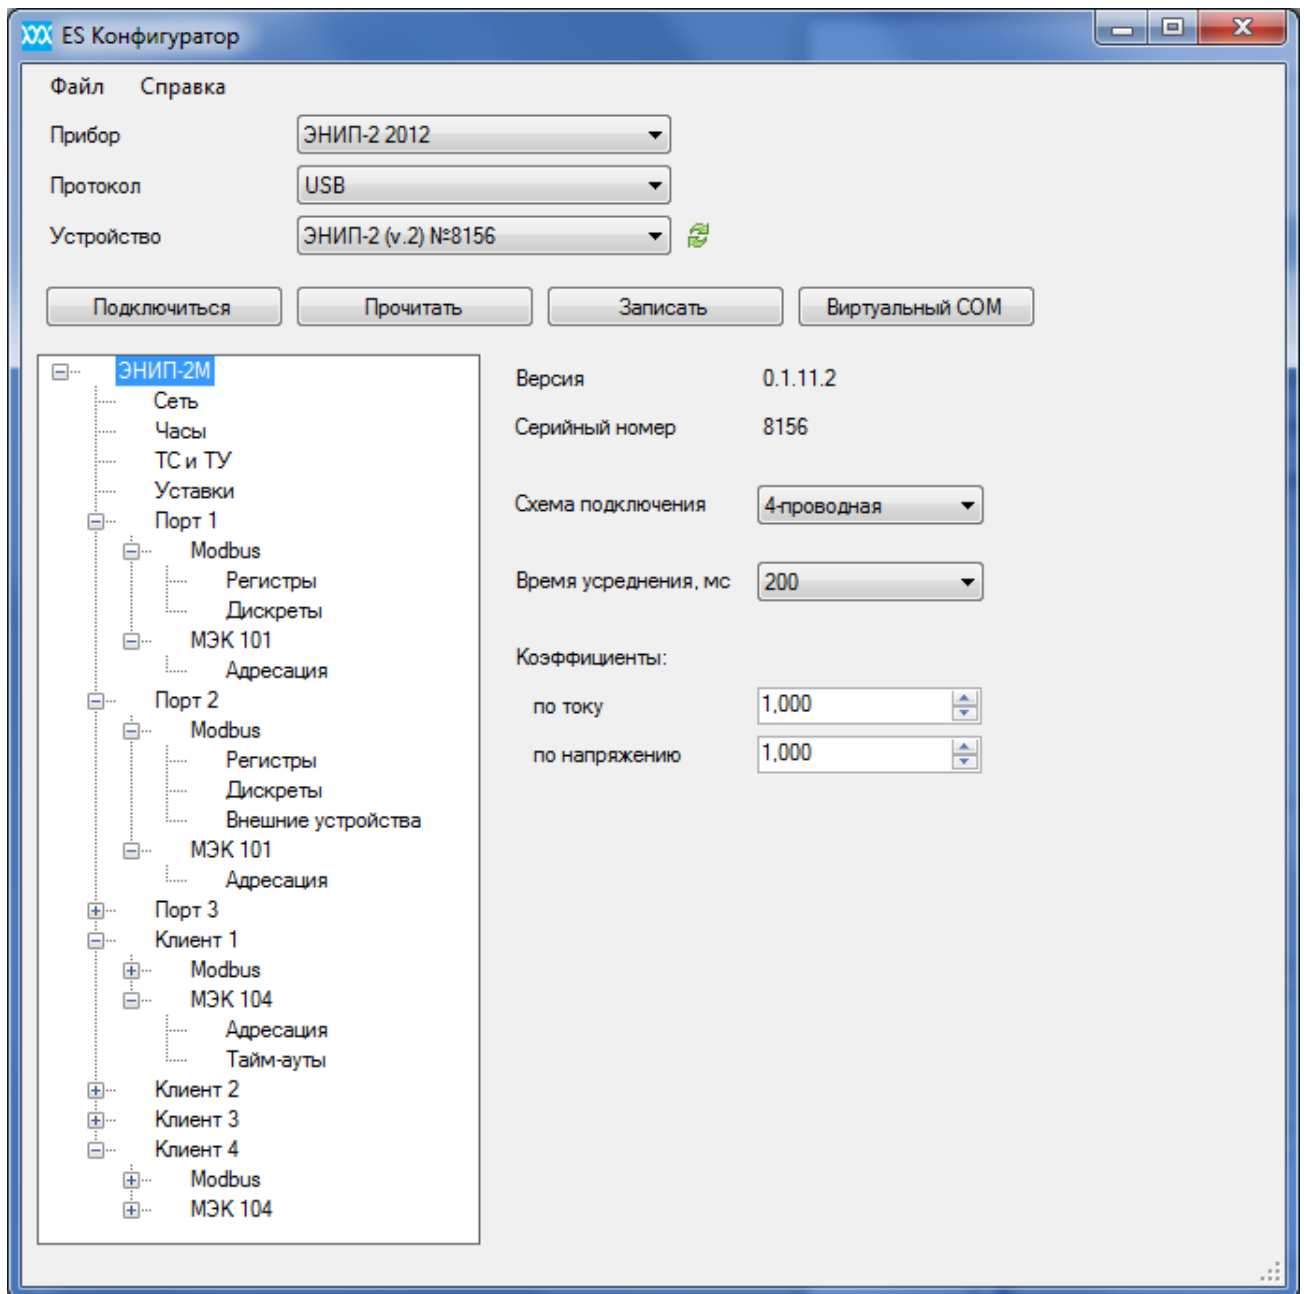 ES Конфигуратор
Файл Справка
Прибор ЭНИП-2 2012
Протокол USB
Устройство ЭНИП-2 (v.2) №8156
Подключиться Прочитать Записать Виртуальный COM
ЭНИП-2М
Сеть
Часы
ТС и ТУ
Уставки
Порт 1
Modbus
Регистры
Дискреты
МЭК 101
Адресация
Порт 2
Modbus
Регистры
Дискреты
Внешние устройства
МЭК 101
Адресация
Порт 3
Клиент 1
Modbus
МЭК 104
Адресация
Тайм-ауты
Клиент 2
Клиент 3
Клиент 4
Modbus
МЭК 104
Версия 0.1.11.2
Серийный номер 8156
Схема подключения 4-проводная
Время усреднения, мс 200
Коэффициенты:
по току 1,000
по напряжению 1,000